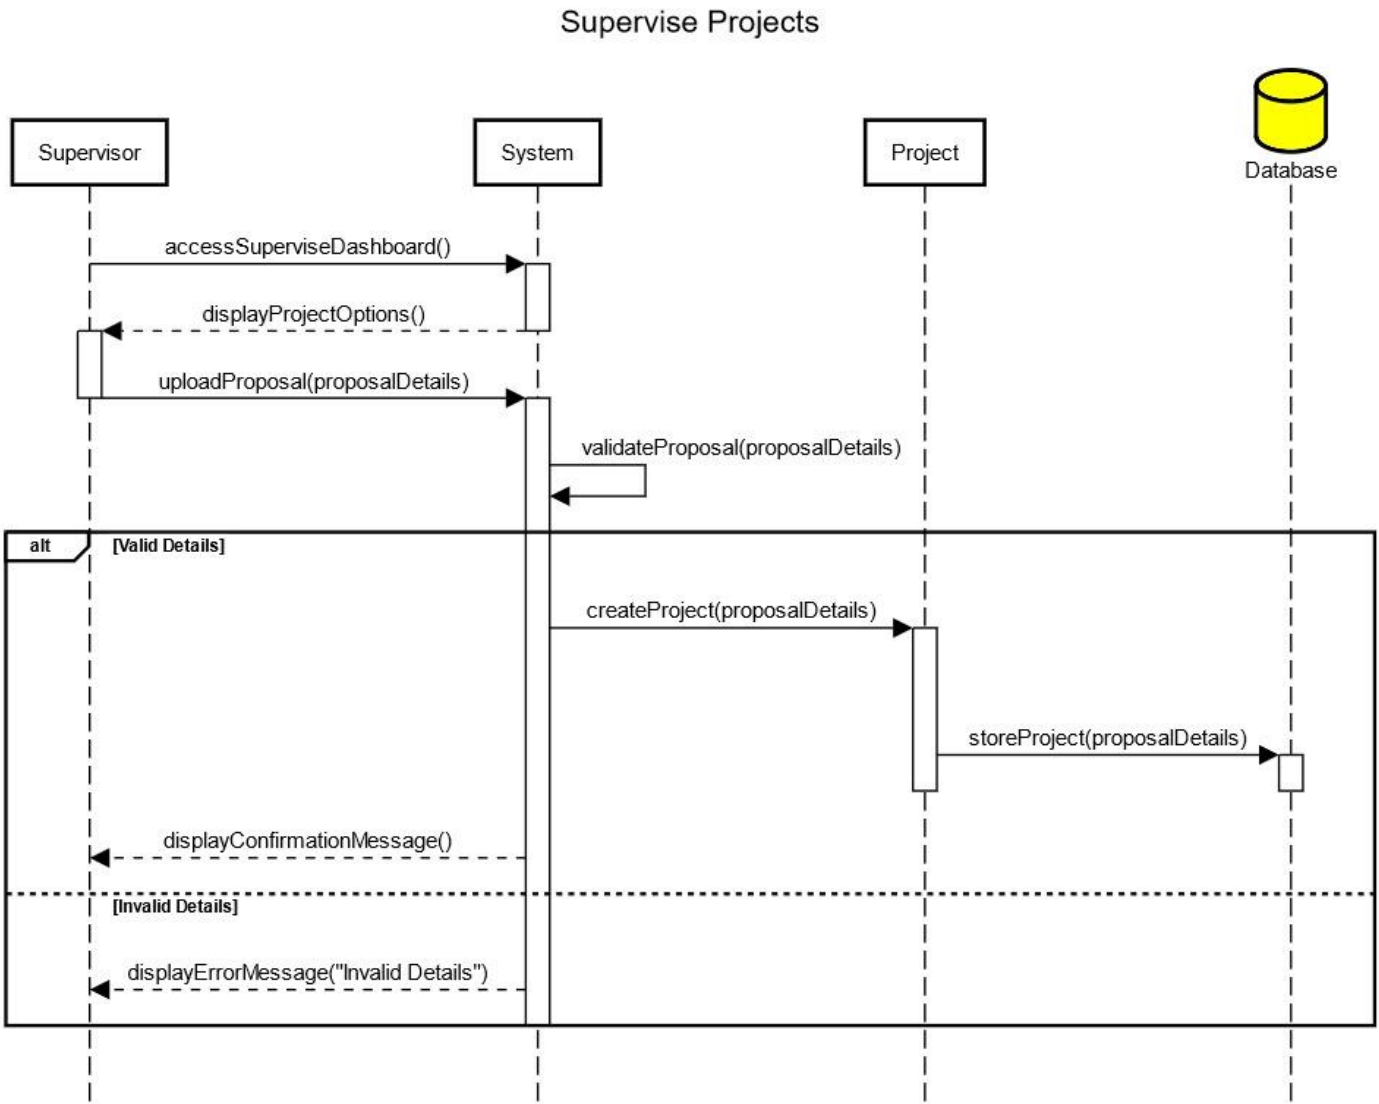 Supervise Projects
Supervisor
System
Project
Database
accessSuperviseDashboard()
displayProjectOptions()
uploadProposal(proposalDetails)
validateProposal(proposalDetails)
alt
[Valid Details]
createProject(proposalDetails)
storeProject(proposalDetails)
displayConfirmationMessage()
[Invalid Details]
displayErrorMessage("Invalid Details")